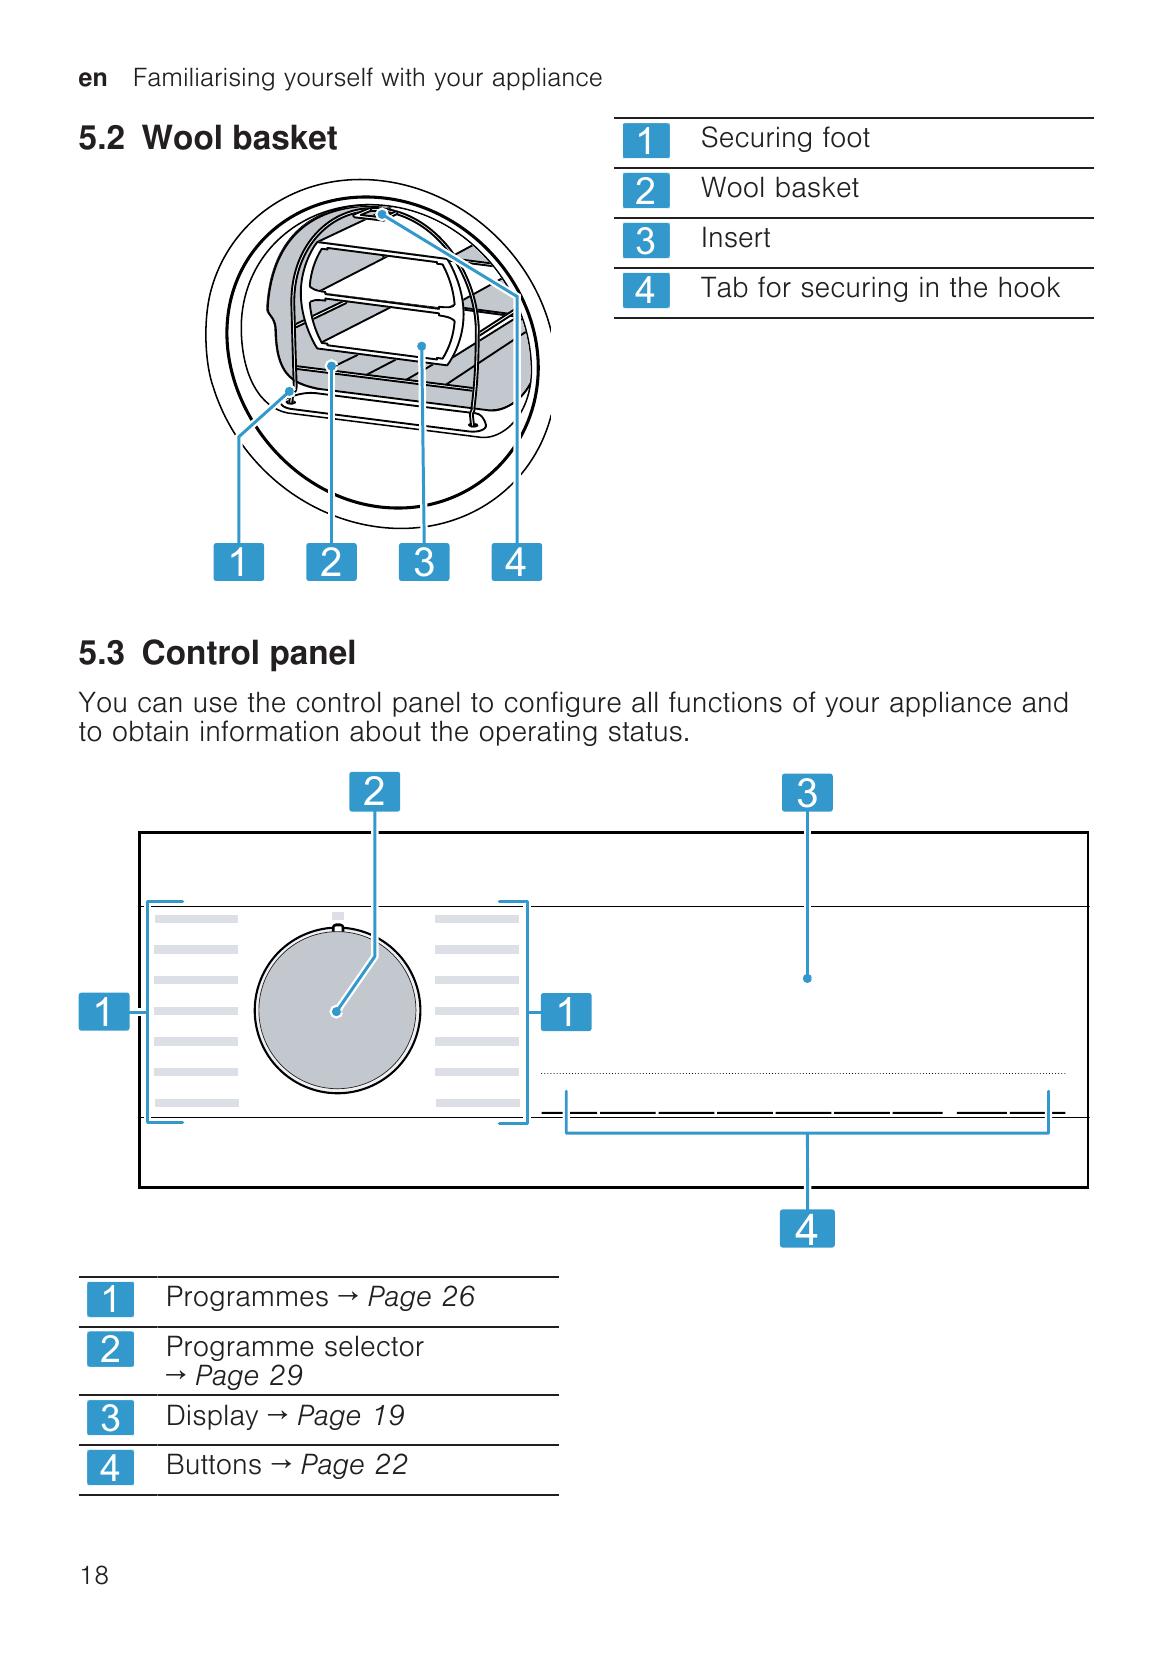 en Familiarising yourself with your appliance
5.2 Wool basket
1
2
3
4
1 Securing foot
2 Wool basket
3 Insert
4 Tab for securing in the hook
5.3 Control panel
You can use the control panel to configure all functions of your appliance and
to obtain information about the operating status.
2
3
1
1
4
1 Programmes → Page 26
2 Programme selector
→ Page 29
3 Display → Page 19
4 Buttons → Page 22
18